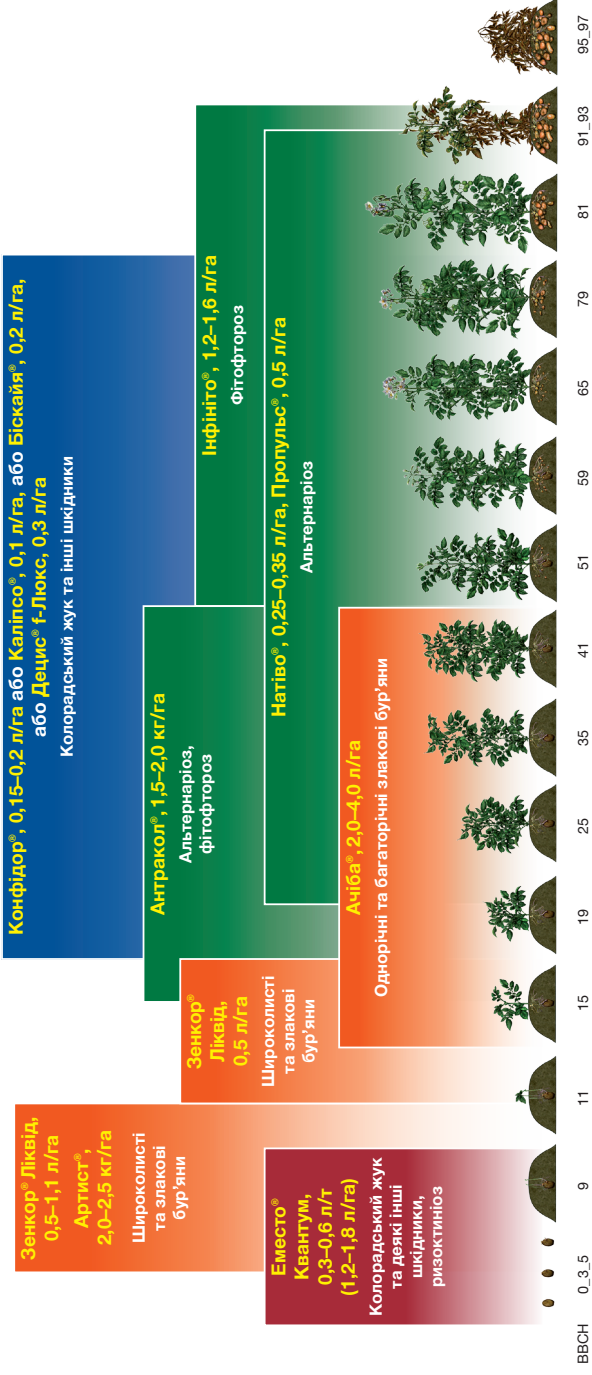 Конфідор®, 0,15–0,2 л/га або Каліпсо®, 0,1 л/га, або Біскайя®, 0,2 л/га,
або Децис® f-Люкс, 0,3 л/га
Колорадський жук та інші шкідники
Зенкор® Ліквід,
0,5–1,1 л/га
Артист®,
2,0–2,5 кг/га
Широколисті
та злакові
бур’яни
Антракол®, 1,5–2,0 кг/га
Альтернаріоз,
фітофтороз
Інфініто®, 1,2–1,6 л/га
Фітофтороз
Зенкор®
Ліквід,
0,5 л/га
Широколисті
та злакові
бур’яни
Натіво®, 0,25–0,35 л/га, Пропульс®, 0,5 л/га
Альтернаріоз
Еместо®
Квантум,
0,3–0,6 л/т
(1,2–1,8 л/га)
Колорадський жук
та деякі інші
шкідники,
ризоктиніоз
Ачіба®, 2,0–4,0 л/га
Однорічні та багаторічні злакові бур’яни
BBCH 0_3_5 9 11 15 19 25 35 41 51 59 65 79 81 91_93 95_97